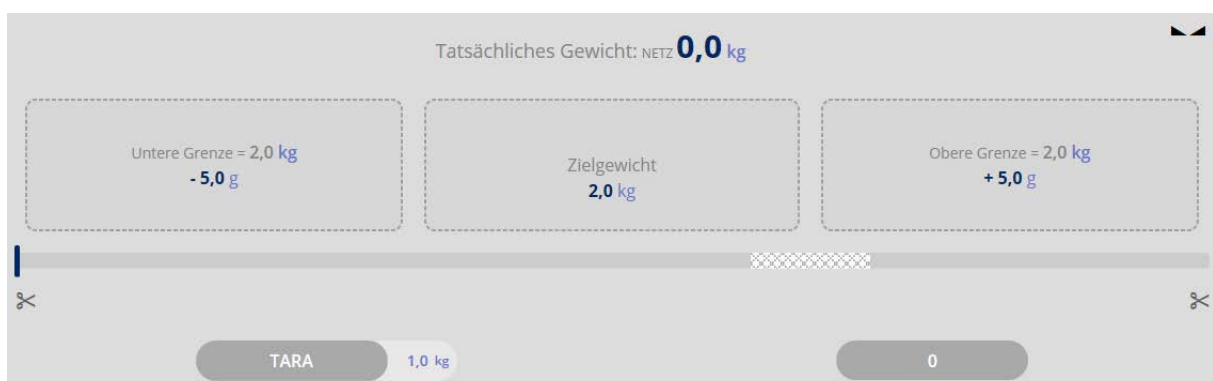 Tatsächliches Gewicht: NETZ 0,0 kg
Untere Grenze = 2,0 kg
- 5,0 g
Zielgewicht
2,0 kg
Obere Grenze = 2,0 kg
+ 5,0 g
TARA 1,0 kg
0